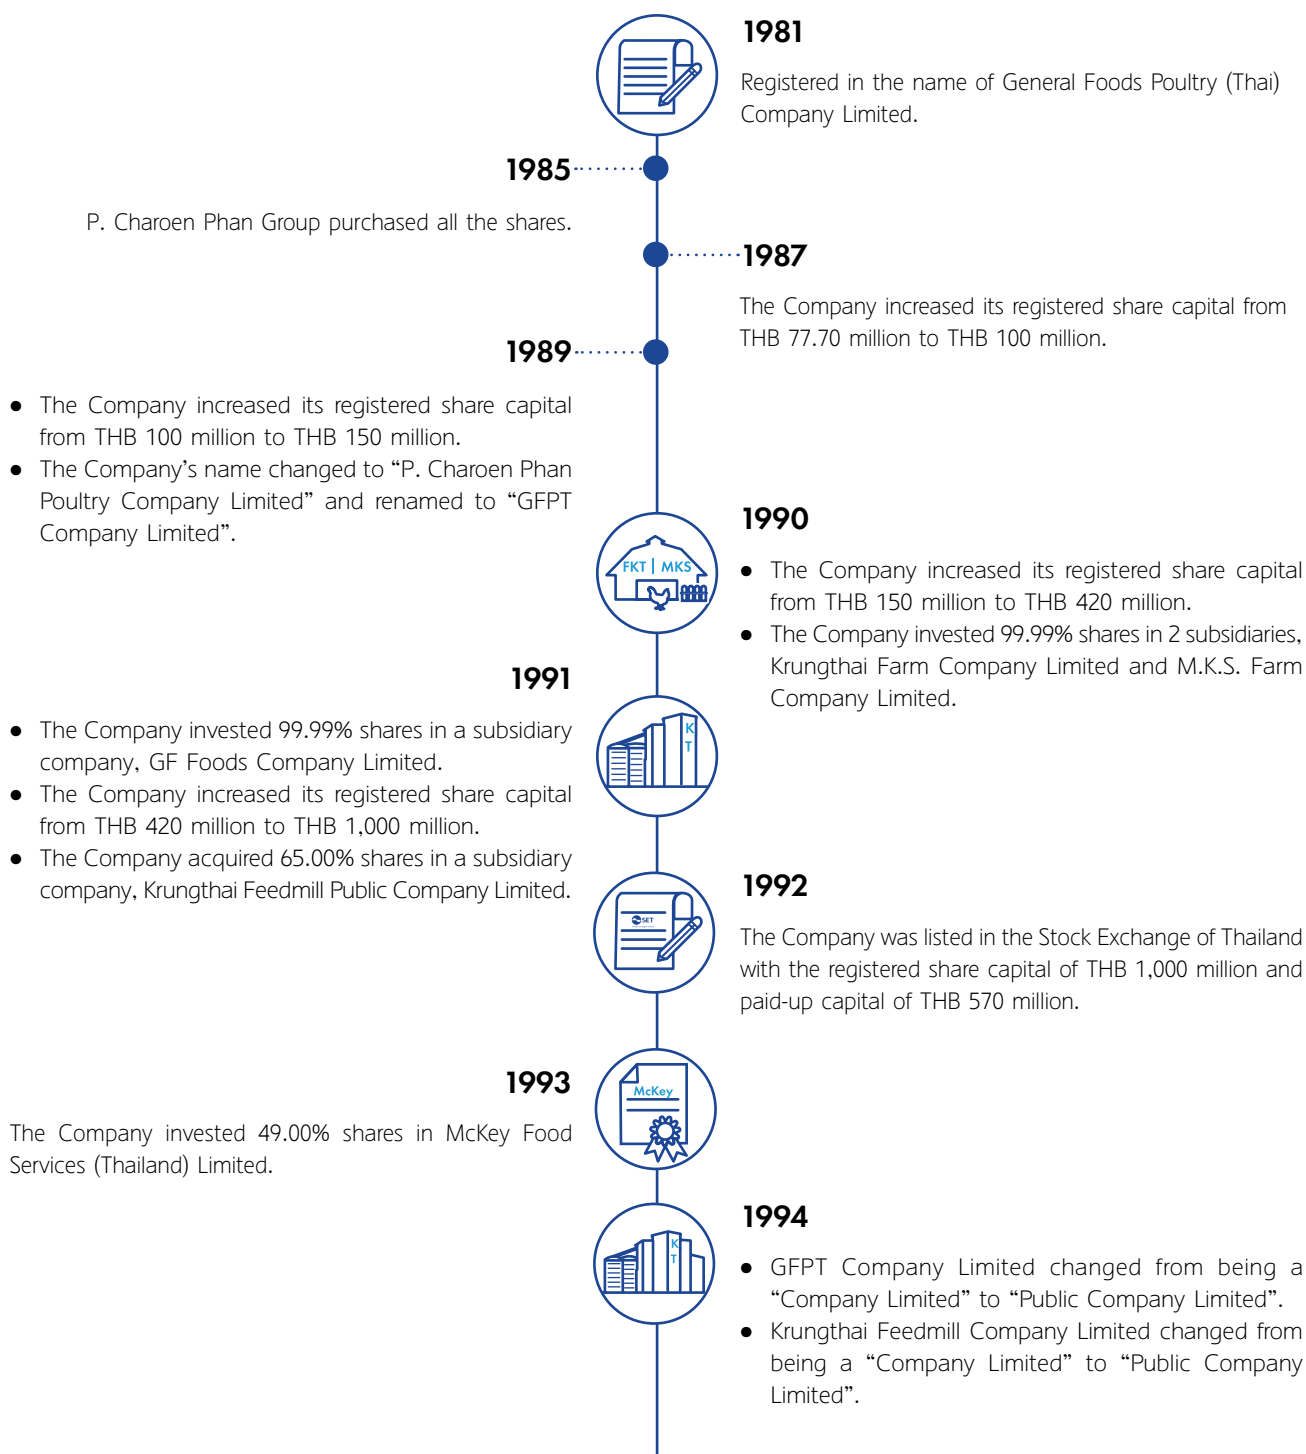 1981
Registered in the name of General Foods Poultry (Thai)
Company Limited.
1985
P. Charoen Phan Group purchased all the shares.
1987
The Company increased its registered share capital from
THB 77.70 million to THB 100 million.
1989
● The Company increased its registered share capital
from THB 100 million to THB 150 million.
● The Company’s name changed to “P. Charoen Phan
Poultry Company Limited” and renamed to “GFPT
Company Limited”.
1990
FKT | MKS
● The Company increased its registered share capital
from THB 150 million to THB 420 million.
● The Company invested 99.99% shares in 2 subsidiaries,
Krungthai Farm Company Limited and M.K.S. Farm
Company Limited.
1991
K
T
● The Company invested 99.99% shares in a subsidiary
company, GF Foods Company Limited.
● The Company increased its registered share capital
from THB 420 million to THB 1,000 million.
● The Company acquired 65.00% shares in a subsidiary
company, Krungthai Feedmill Public Company Limited.
1992
SET
The Company was listed in the Stock Exchange of Thailand
with the registered share capital of THB 1,000 million and
paid-up capital of THB 570 million.
1993
McKey
The Company invested 49.00% shares in McKey Food
Services (Thailand) Limited.
1994
K
T
● GFPT Company Limited changed from being a
“Company Limited” to “Public Company Limited”.
● Krungthai Feedmill Company Limited changed from
being a “Company Limited” to “Public Company
Limited”.